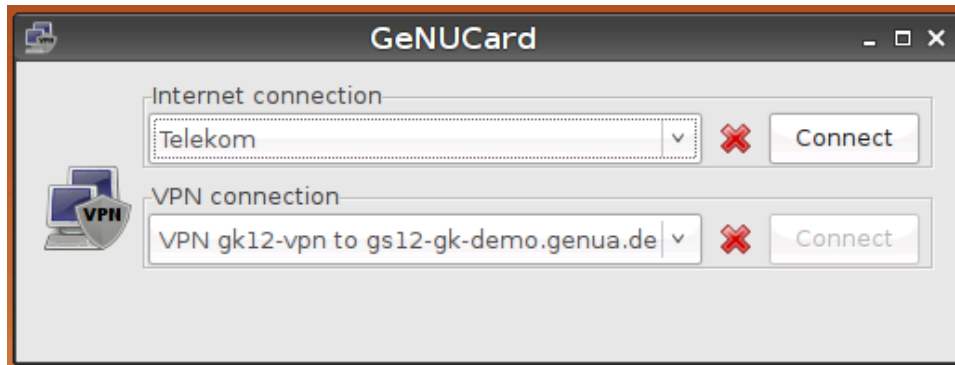 GeNUCard
Internet connection
Telekom
Connect
VPN connection
VPN
VPN gk12-vpn to gs12-gk-demo.genua.de
Connect